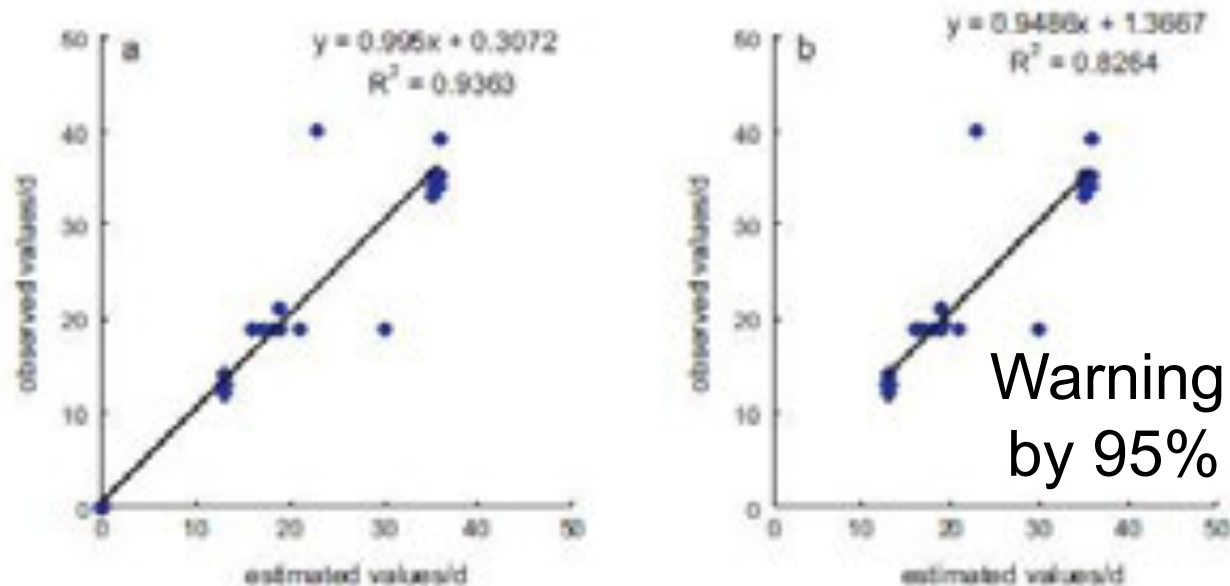 a
y = 0.995x + 0.3072
R² = 0.9363
50
40
30
20
10
0
0 10 20 30 40 50
observed values/d
estimated values/d
b
y = 0.9486x + 1.3667
R² = 0.8264
50
40
30
20
10
0
0 10 20 30 40 50
observed values/d
estimated values/d
Warning
by 95%